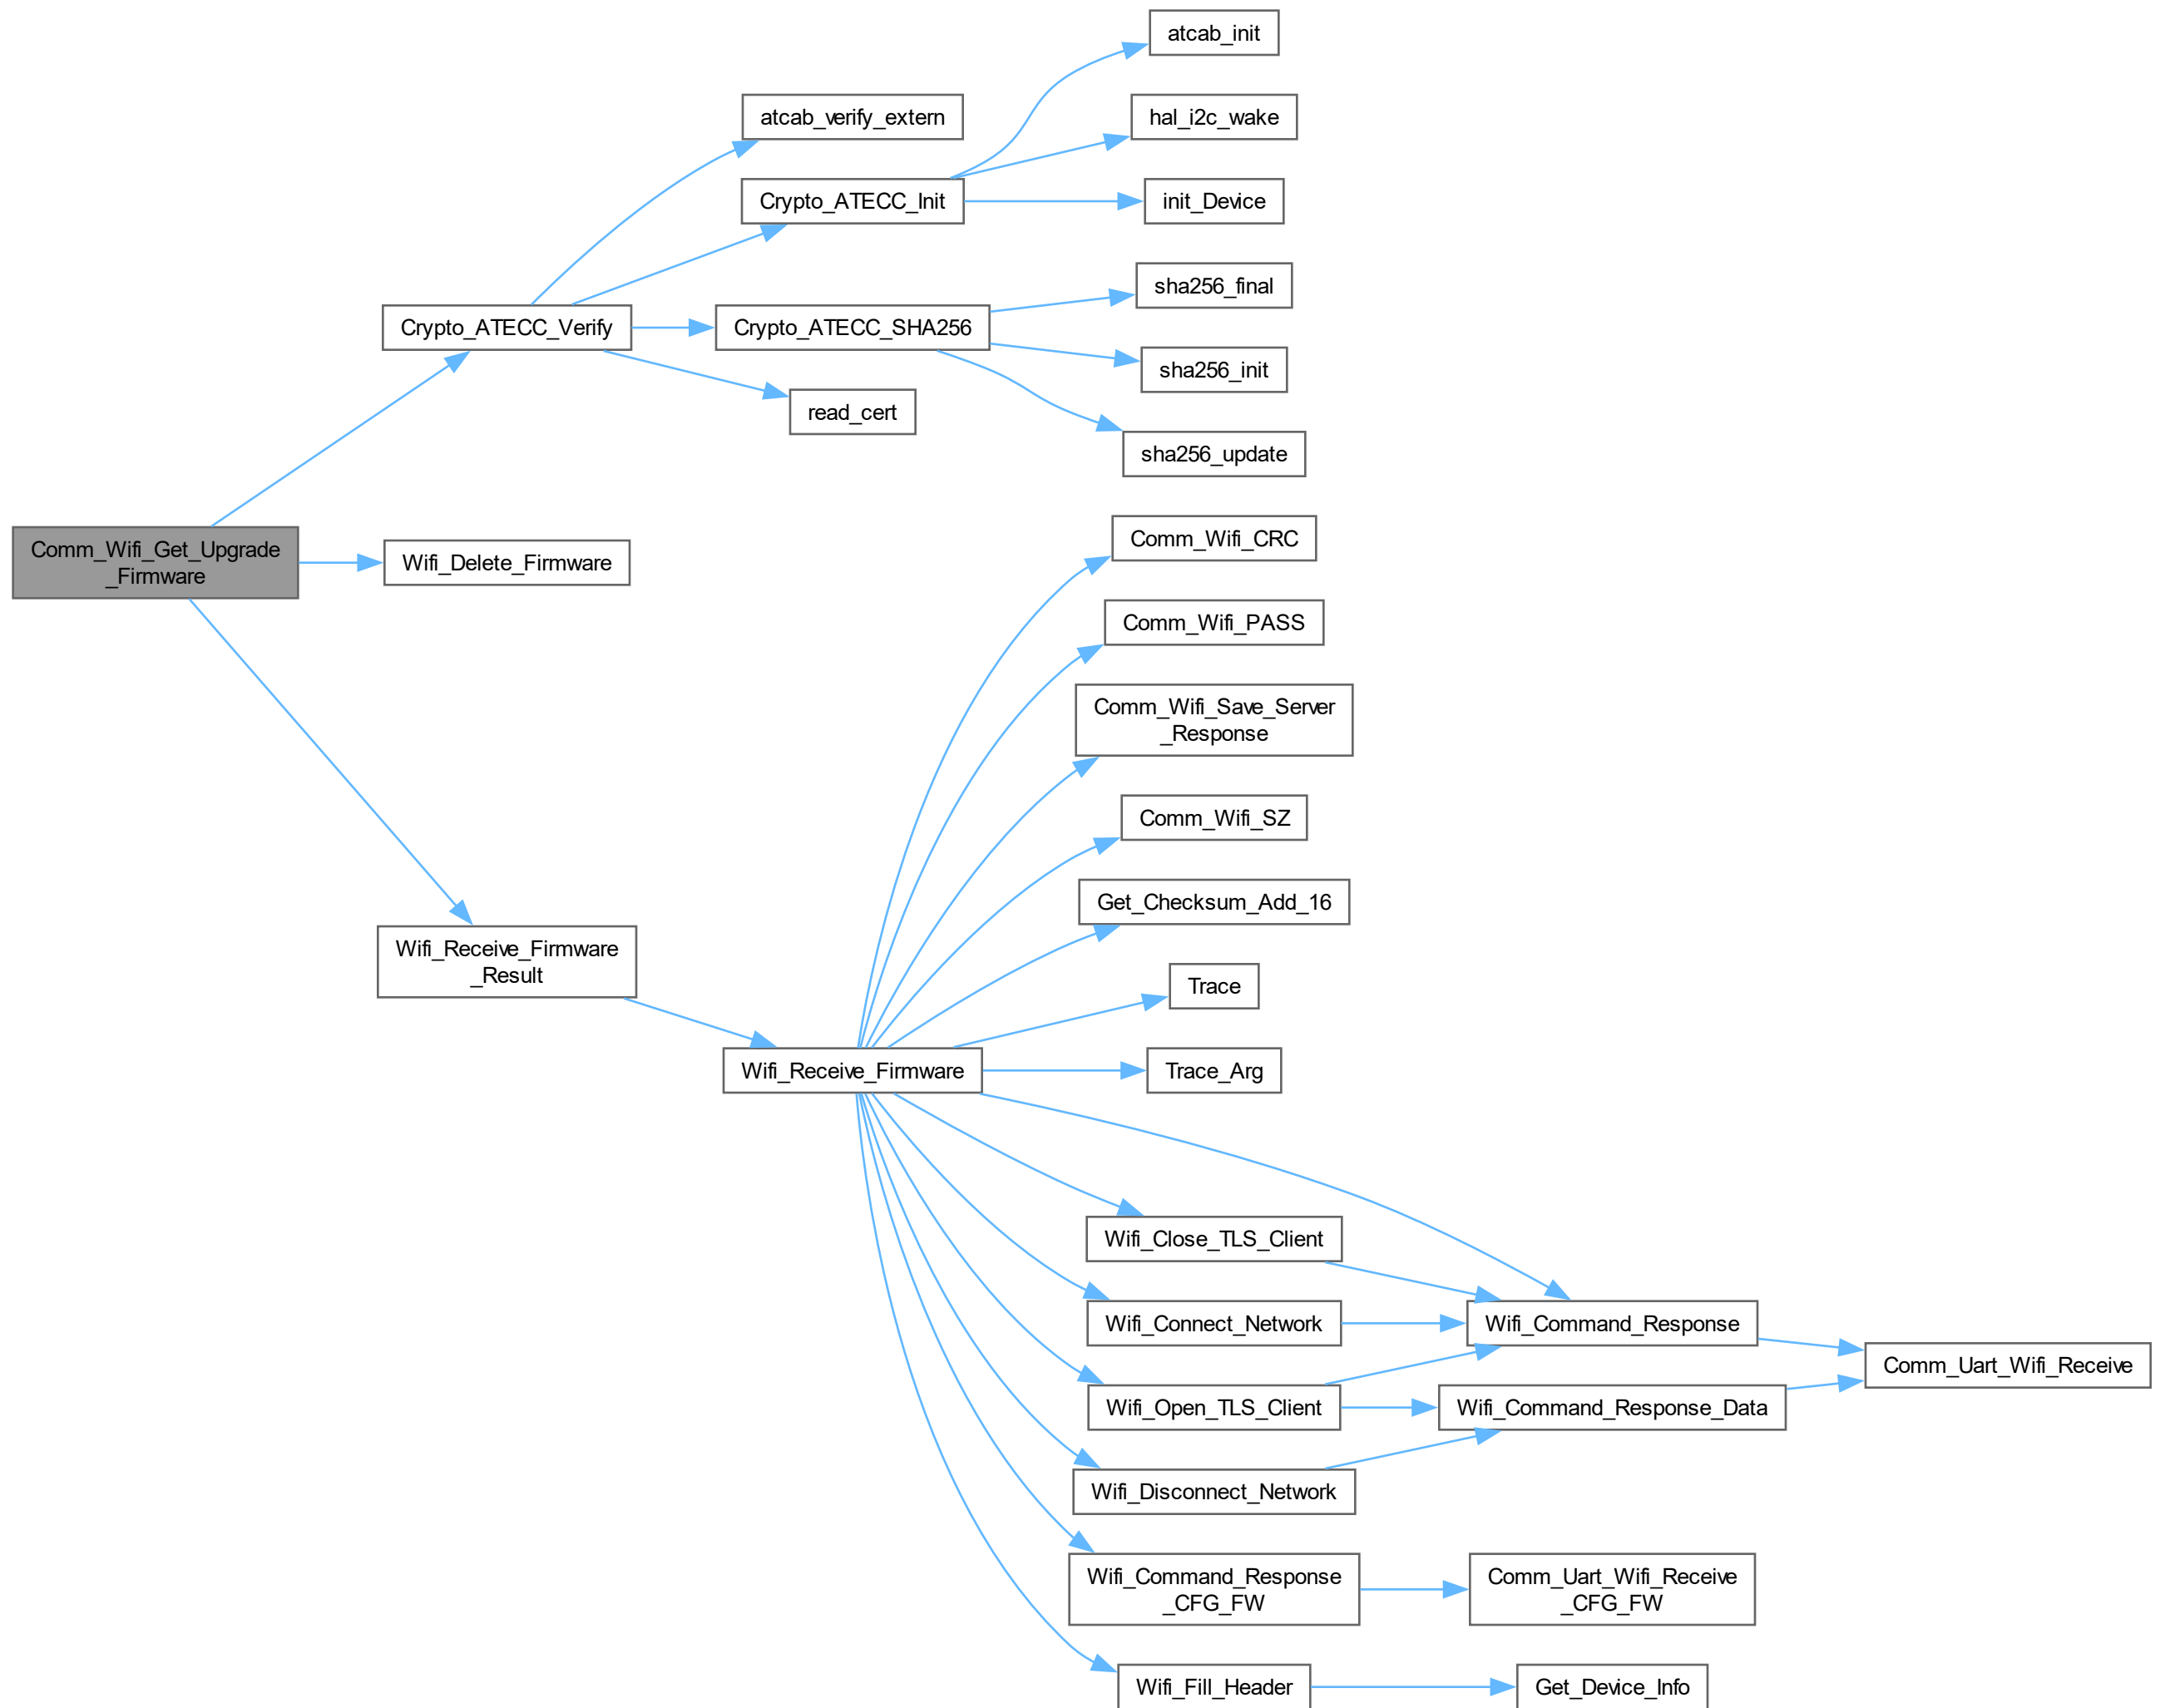 atcab_init
atcab_verify_extern
hal_i2c_wake
Crypto_ATECC_Init
init_Device
sha256_final
Crypto_ATECC_Verify
Crypto_ATECC_SHA256
sha256_init
read_cert
sha256_update
Comm_Wifi_Get_Upgrade
_Firmware
Wifi_Delete_Firmware
Comm_Wifi_CRC
Comm_Wifi_PASS
Comm_Wifi_Save_Server
_Response
Comm_Wifi_SZ
Get_Checksum_Add_16
Wifi_Receive_Firmware
_Result
Trace
Wifi_Receive_Firmware
Trace_Arg
Wifi_Close_TLS_Client
Wifi_Connect_Network
Wifi_Command_Response
Comm_Uart_Wifi_Receive
Wifi_Open_TLS_Client
Wifi_Command_Response_Data
Wifi_Disconnect_Network
Wifi_Command_Response
_CFG_FW
Comm_Uart_Wifi_Receive
_CFG_FW
Wifi_Fill_Header
Get_Device_Info